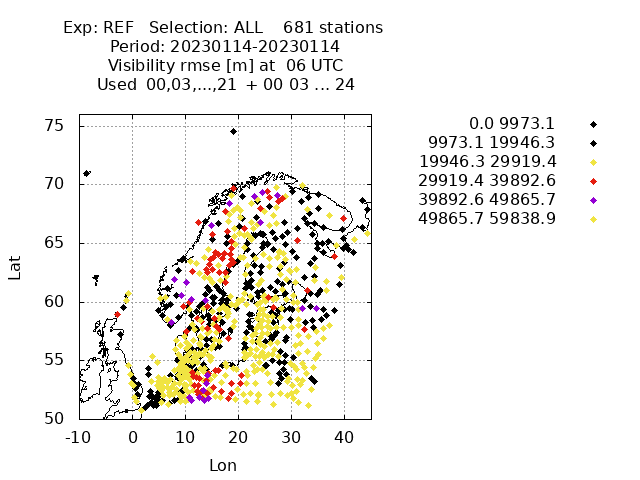 Exp: REF Selection: ALL 681 stations
Period: 20230114-20230114
Visibility rmse [m] at 06 UTC
Used 00,03,...,21 + 00 03 ... 24
0.0 9973.1
9973.1 19946.3
19946.3 29919.4
29919.4 39892.6
39892.6 49865.7
49865.7 59838.9
75
70
65
60
55
50
Lat
-10 0 10 20 30 40
Lon